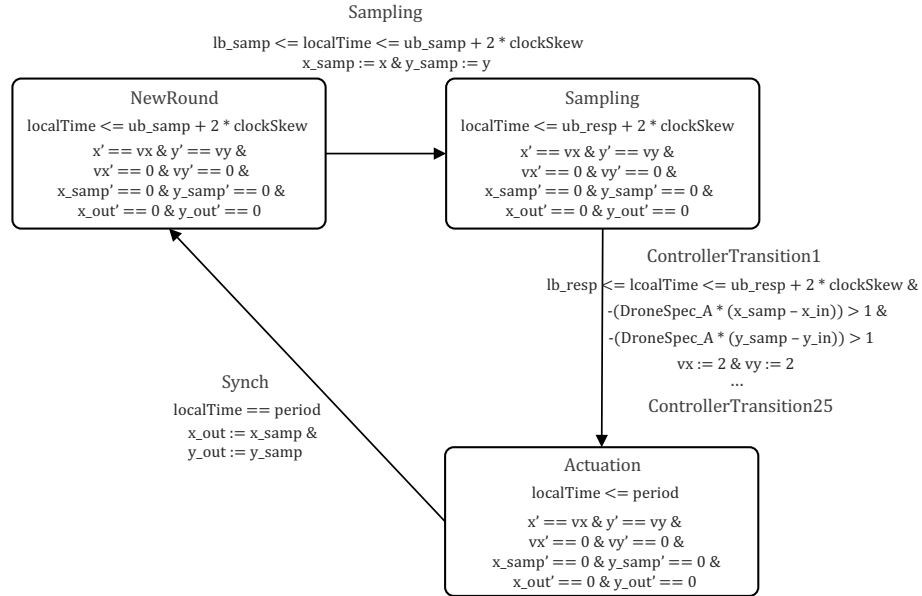 Sampling
lb_samp <= localTime <= ub_samp + 2 * clockSkew
x_samp := x & y_samp := y
NewRound
localTime <= ub_samp + 2 * clockSkew
x' == vx & y' == vy &
vx' == 0 & vy' == 0 &
x_samp' == 0 & y_samp' == 0 &
x_out' == 0 & y_out' == 0
Sampling
localTime <= ub_resp + 2 * clockSkew
x' == vx & y' == vy &
vx' == 0 & vy' == 0 &
x_samp' == 0 & y_samp' == 0 &
x_out' == 0 & y_out' == 0
ControllerTransition1
lb_resp <= lcoalTime <= ub_resp + 2 * clockSkew &
-(DroneSpec_A * (x_samp – x_in)) > 1 &
-(DroneSpec_A * (y_samp – y_in)) > 1
vx := 2 & vy := 2
...
ControllerTransition25
Synch
localTime == period
x_out := x_samp &
y_out := y_samp
Actuation
localTime <= period
x' == vx & y' == vy &
vx' == 0 & vy' == 0 &
x_samp' == 0 & y_samp' == 0 &
x_out' == 0 & y_out' == 0